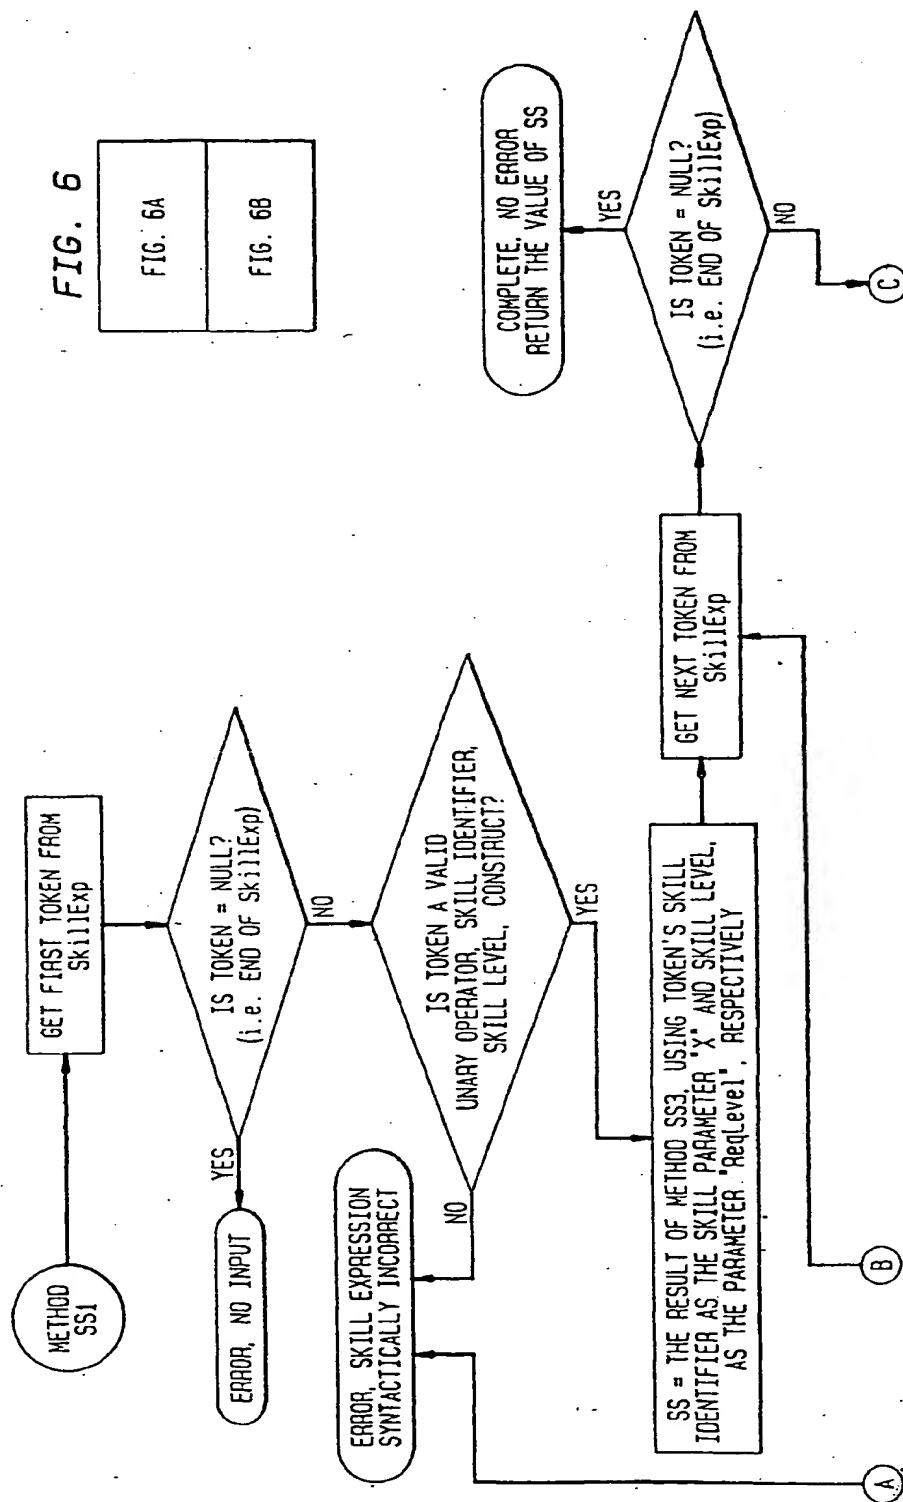 FIG. 6
FIG. 6A
FIG. 6B
METHOD
SS1
GET FIRST TOKEN FROM
SkillExp
IS TOKEN = NULL?
(i.e. END OF SkillExp)
YES
NO
ERROR, NO INPUT
IS TOKEN A VALID
UNARY OPERATOR, SKILL IDENTIFIER,
SKILL LEVEL, CONSTRUCT?
NO
YES
ERROR, SKILL EXPRESSION
SYNTACTICALLY INCORRECT
SS = THE RESULT OF METHOD SS3, USING TOKEN'S SKILL
IDENTIFIER AS THE SKILL PARAMETER "X" AND SKILL LEVEL,
AS THE PARAMETER "ReqLevel", RESPECTIVELY
GET NEXT TOKEN FROM
SkillExp
IS TOKEN = NULL?
(i.e. END OF SkillExp)
YES
NO
COMPLETE, NO ERROR
RETURN THE VALUE OF SS
A
B
C